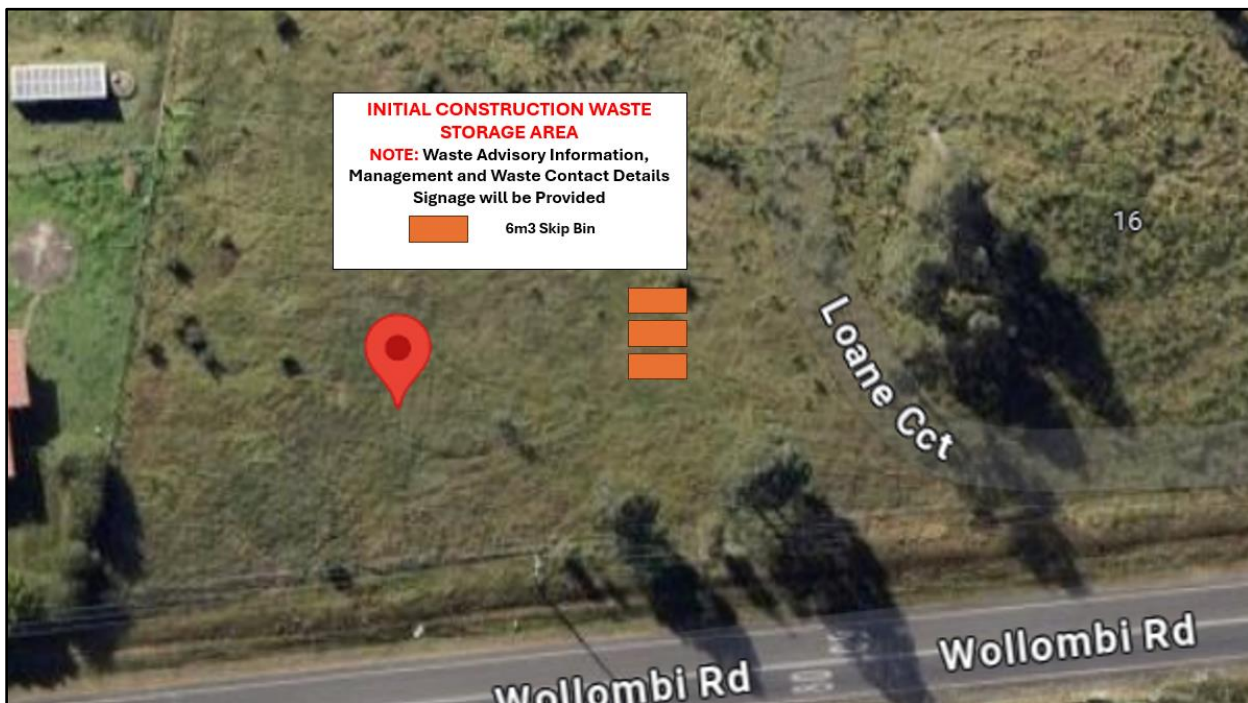 INITIAL CONSTRUCTION WASTE
STORAGE AREA
NOTE: Waste Advisory Information,
Management and Waste Contact Details
Signage will be Provided
6m3 Skip Bin
16
Loane Cct
Wollombi Rd
Wollombi Rd
80